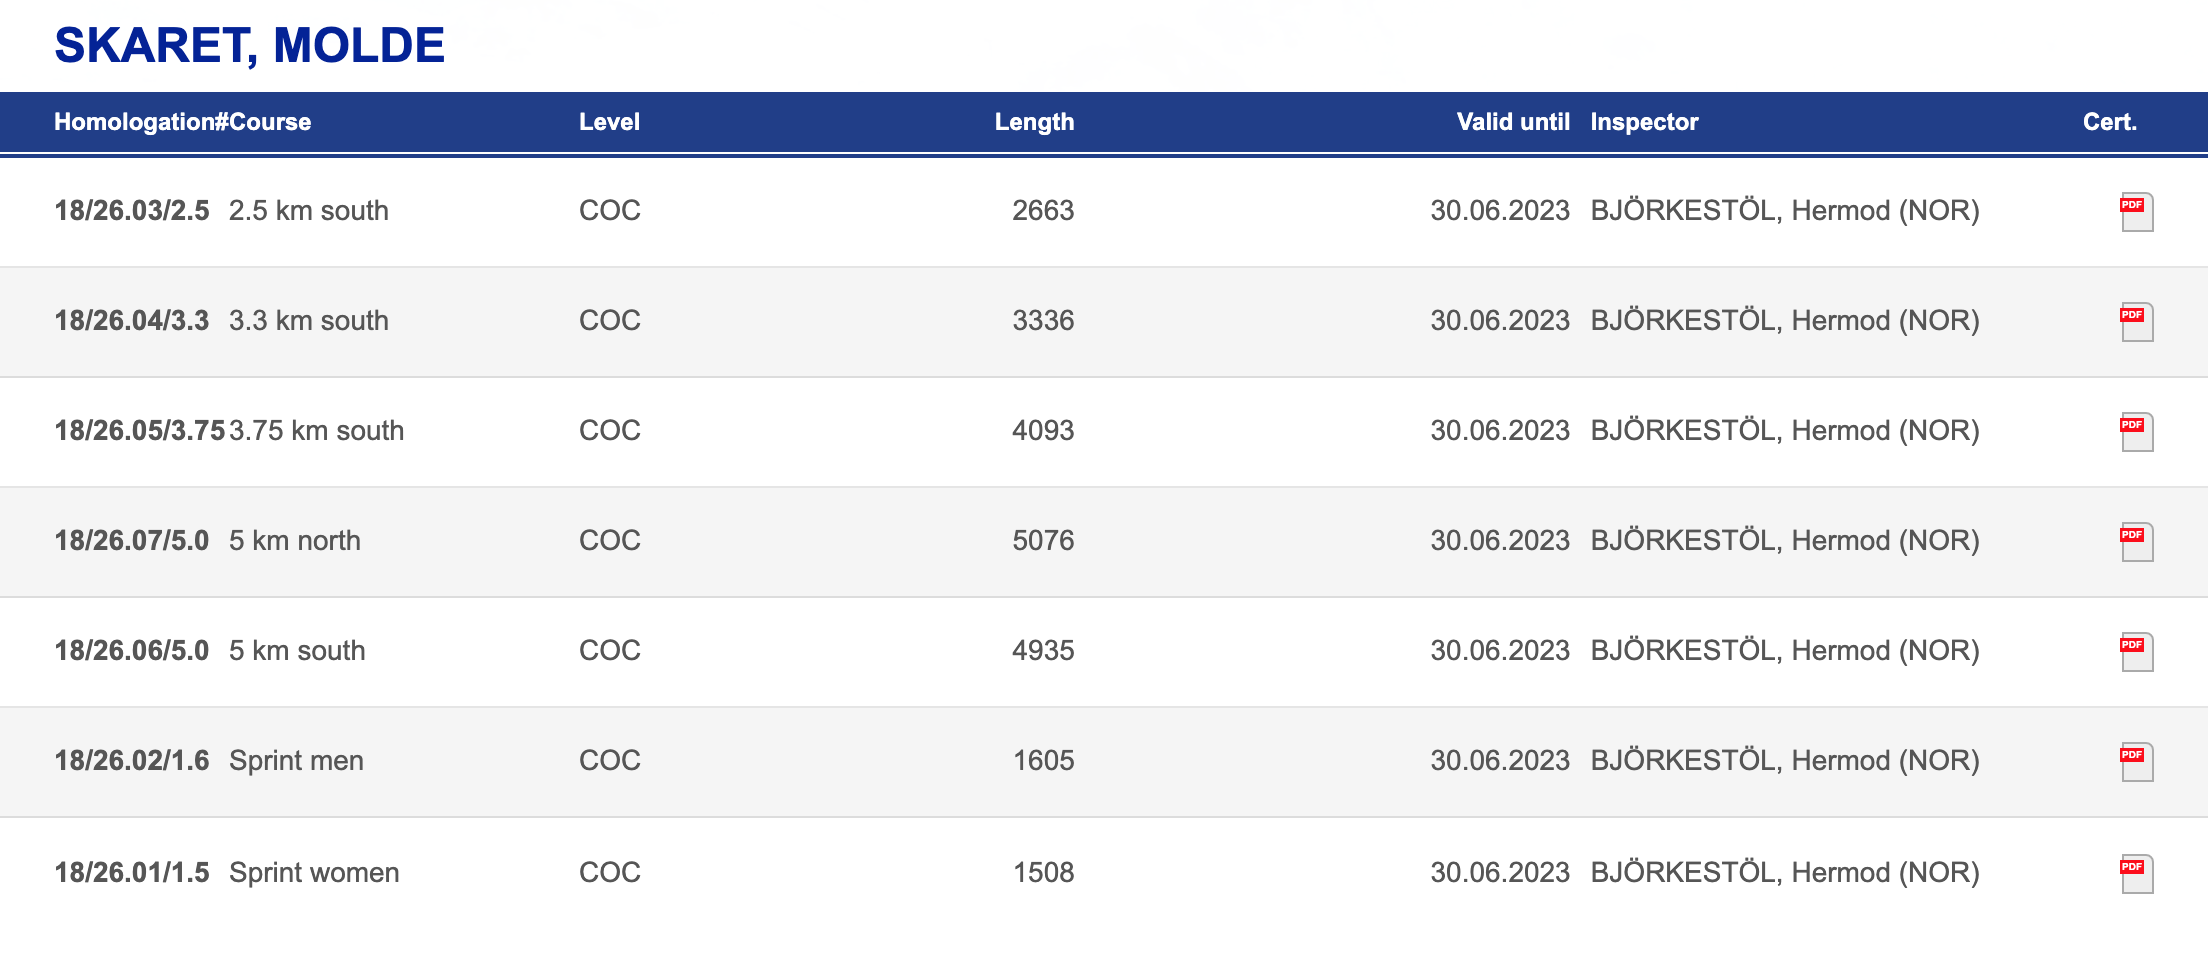 SKARET, MOLDE
Homologation# Course Level Length Valid until Inspector Cert.
18/26.03/2.5 2.5 km south COC 2663 30.06.2023 BJÖRKESTÖL, Hermod (NOR) PDF
18/26.04/3.3 3.3 km south COC 3336 30.06.2023 BJÖRKESTÖL, Hermod (NOR) PDF
18/26.05/3.75 3.75 km south COC 4093 30.06.2023 BJÖRKESTÖL, Hermod (NOR) PDF
18/26.07/5.0 5 km north COC 5076 30.06.2023 BJÖRKESTÖL, Hermod (NOR) PDF
18/26.06/5.0 5 km south COC 4935 30.06.2023 BJÖRKESTÖL, Hermod (NOR) PDF
18/26.02/1.6 Sprint men COC 1605 30.06.2023 BJÖRKESTÖL, Hermod (NOR) PDF
18/26.01/1.5 Sprint women COC 1508 30.06.2023 BJÖRKESTÖL, Hermod (NOR) PDF